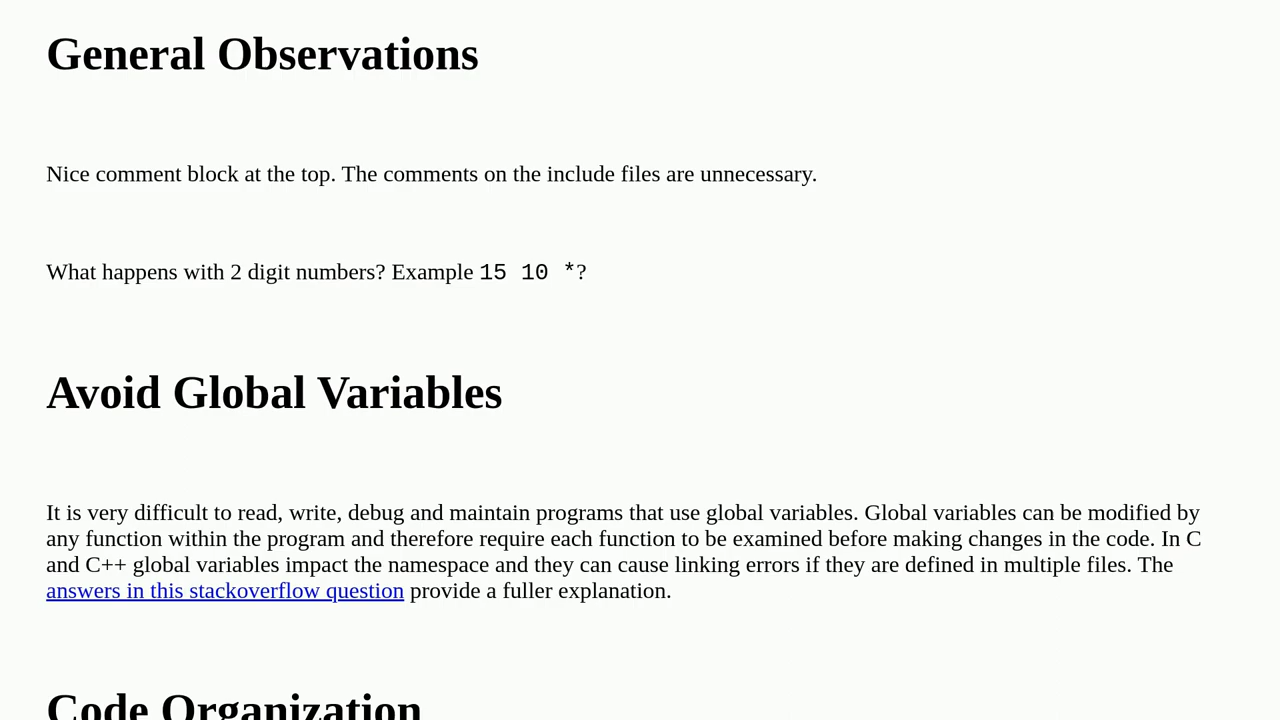 General Observations
Nice comment block at the top. The comments on the include files are unnecessary.
What happens with 2 digit numbers? Example 15 10 *?
Avoid Global Variables
It is very difficult to read, write, debug and maintain programs that use global variables. Global variables can be modified by
any function within the program and therefore require each function to be examined before making changes in the code. In C
and C++ global variables impact the namespace and they can cause linking errors if they are defined in multiple files. The
answers in this stackoverflow question provide a fuller explanation.
Code Organization